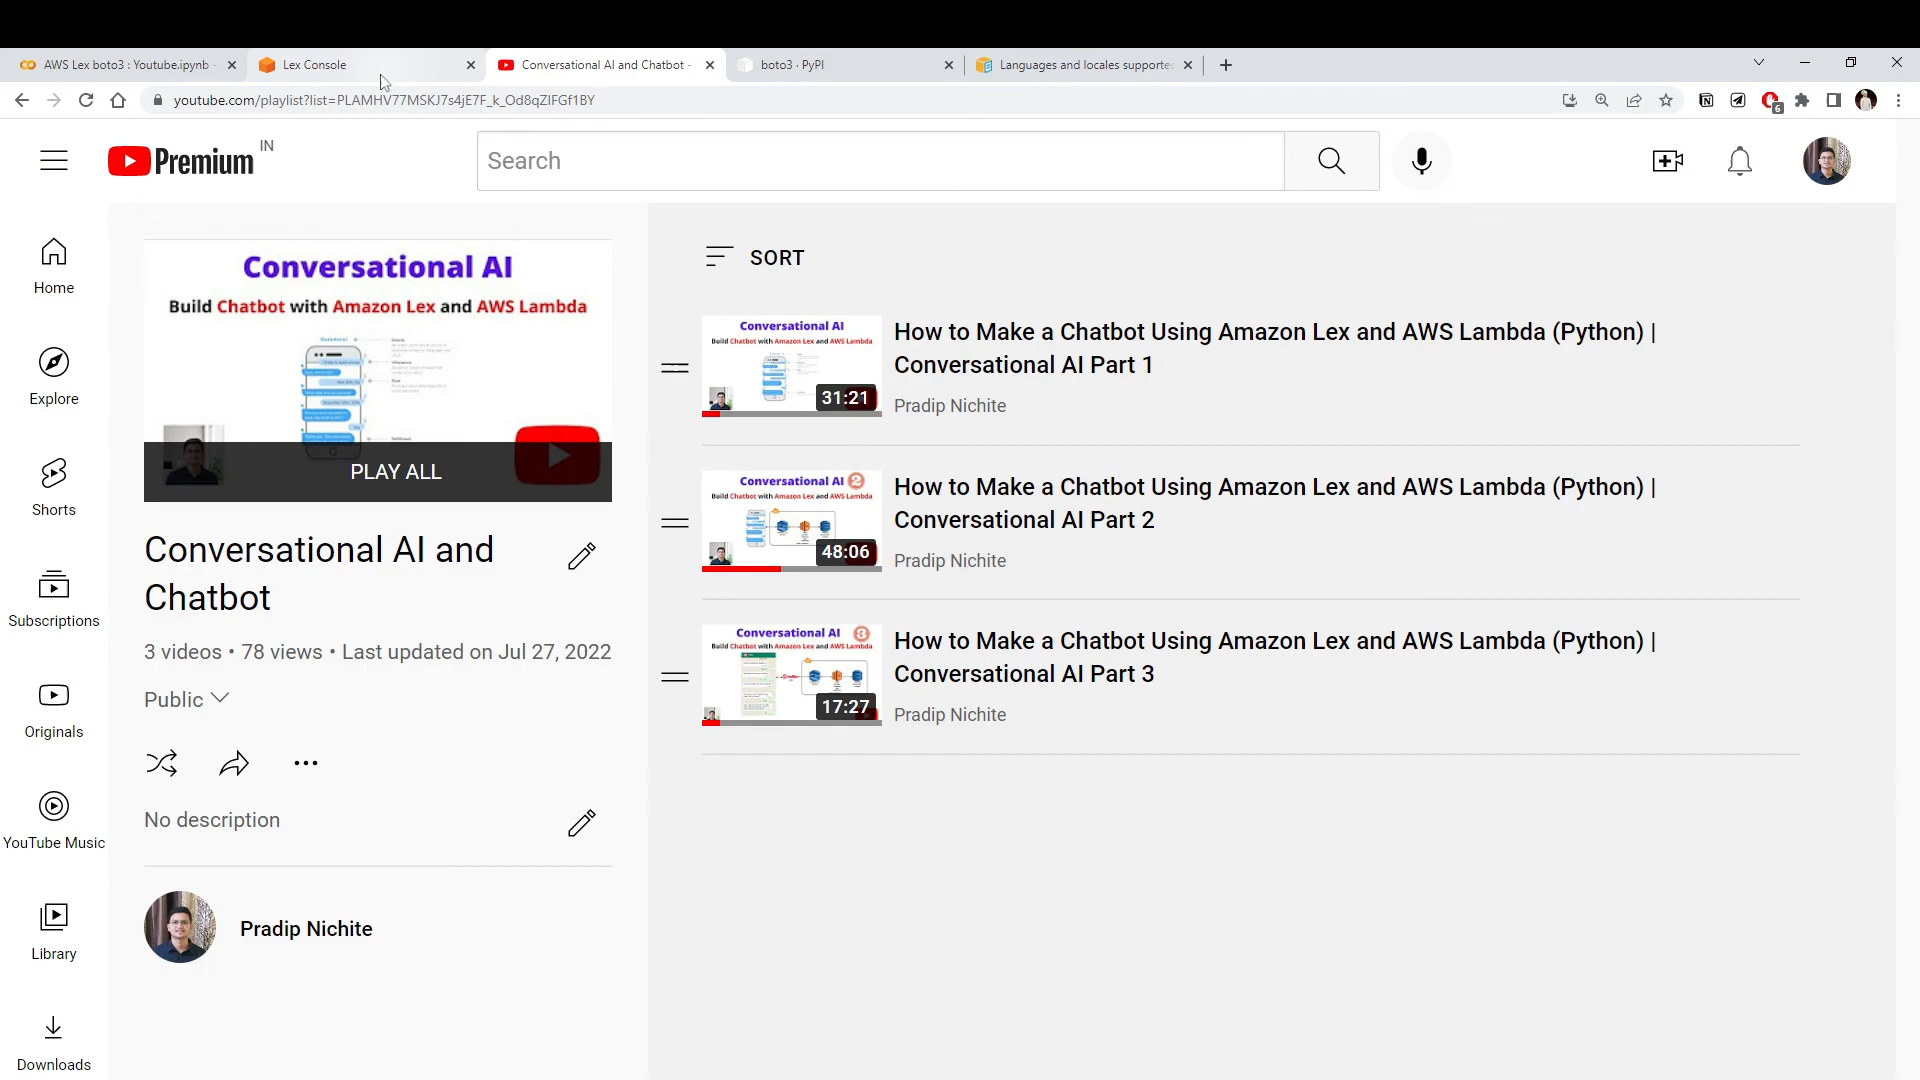 AWS Lex boto3 : Youtube.ipynb -
Lex Console
Conversational AI and Chatbot -
boto3 · PyPI
Languages and locales supporte
youtube.com/playlist?list=PLAMHV77MSKJ7s4jE7F_k_Od8qZIFGf1BY
6
Premium IN
Search
Home
Explore
Shorts
Subscriptions
Originals
YouTube Music
Library
Downloads
Conversational AI
Build Chatbot with Amazon Lex and AWS Lambda
PLAY ALL
Conversational AI and
Chatbot
3 videos • 78 views • Last updated on Jul 27, 2022
Public
No description
Pradip Nichite
SORT
Conversational AI
Build Chatbot with Amazon Lex and AWS Lambda
31:21
How to Make a Chatbot Using Amazon Lex and AWS Lambda (Python) |
Conversational AI Part 1
Pradip Nichite
Conversational AI 2
Build Chatbot with Amazon Lex and AWS Lambda
48:06
How to Make a Chatbot Using Amazon Lex and AWS Lambda (Python) |
Conversational AI Part 2
Pradip Nichite
Conversational AI 3
Build Chatbot with Amazon Lex and AWS Lambda
17:27
How to Make a Chatbot Using Amazon Lex and AWS Lambda (Python) |
Conversational AI Part 3
Pradip Nichite